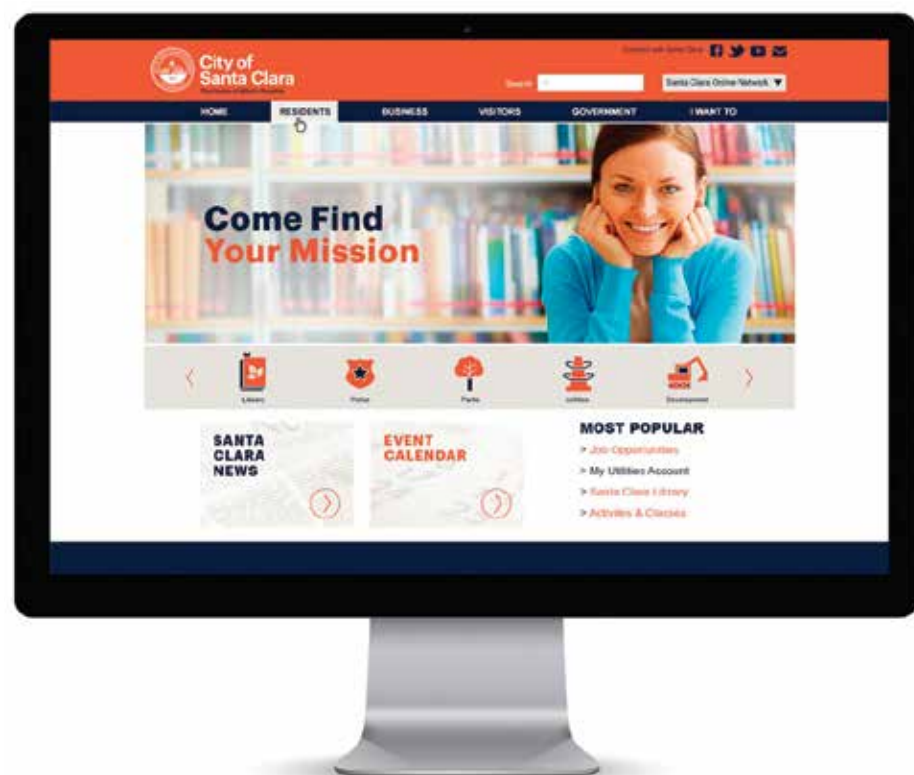 City of
Santa Clara
Search
Santa Clara Online Network
HOME RESIDENTS BUSINESS VISITORS GOVERNMENT I WANT TO
Come Find
Your Mission
Library Police Parks Utilities Development
SANTA
CLARA
NEWS
EVENT
CALENDAR
MOST POPULAR
> Job Opportunities
> My Utilities Account
> Santa Clara Library
> Activities & Classes